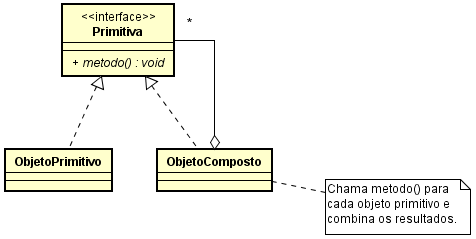 <<interface>>
Primitiva
*
+ metodo() : void
ObjetoPrimitivo
ObjetoComposto
Chama metodo() para
cada objeto primitivo e
combina os resultados.